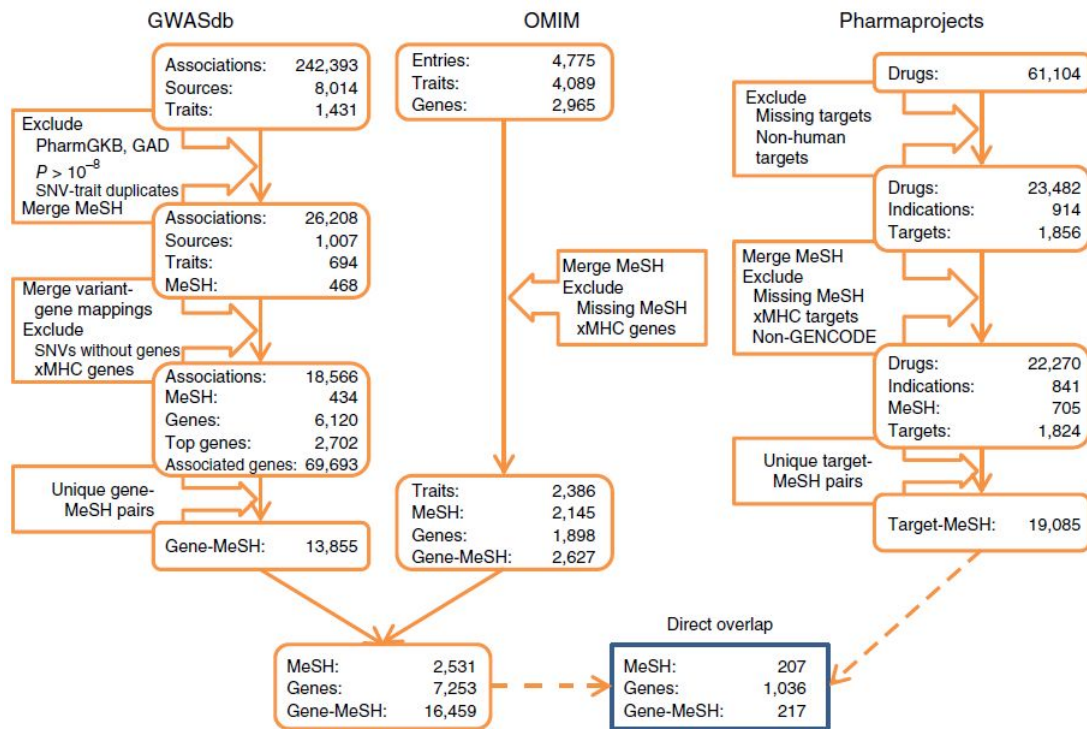 GWASdb
Associations: 242,393
Sources: 8,014
Traits: 1,431
Exclude
PharmGKB, GAD
P > 10⁻⁸
SNV-trait duplicates
Merge MeSH
Associations: 26,208
Sources: 1,007
Traits: 694
MeSH: 468
Merge variant-
gene mappings
Exclude
SNVs without genes
xMHC genes
Associations: 18,566
MeSH: 434
Genes: 6,120
Top genes: 2,702
Associated genes: 69,693
Unique gene-
MeSH pairs
Gene-MeSH: 13,855
OMIM
Entries: 4,775
Traits: 4,089
Genes: 2,965
Merge MeSH
Exclude
Missing MeSH
xMHC genes
Traits: 2,386
MeSH: 2,145
Genes: 1,898
Gene-MeSH: 2,627
Pharmaprojects
Drugs: 61,104
Exclude
Missing targets
Non-human
targets
Drugs: 23,482
Indications: 914
Targets: 1,856
Merge MeSH
Exclude
Missing MeSH
xMHC targets
Non-GENCODE
Drugs: 22,270
Indications: 841
MeSH: 705
Targets: 1,824
Unique target-
MeSH pairs
Target-MeSH: 19,085
MeSH: 2,531
Genes: 7,253
Gene-MeSH: 16,459
Direct overlap
MeSH: 207
Genes: 1,036
Gene-MeSH: 217